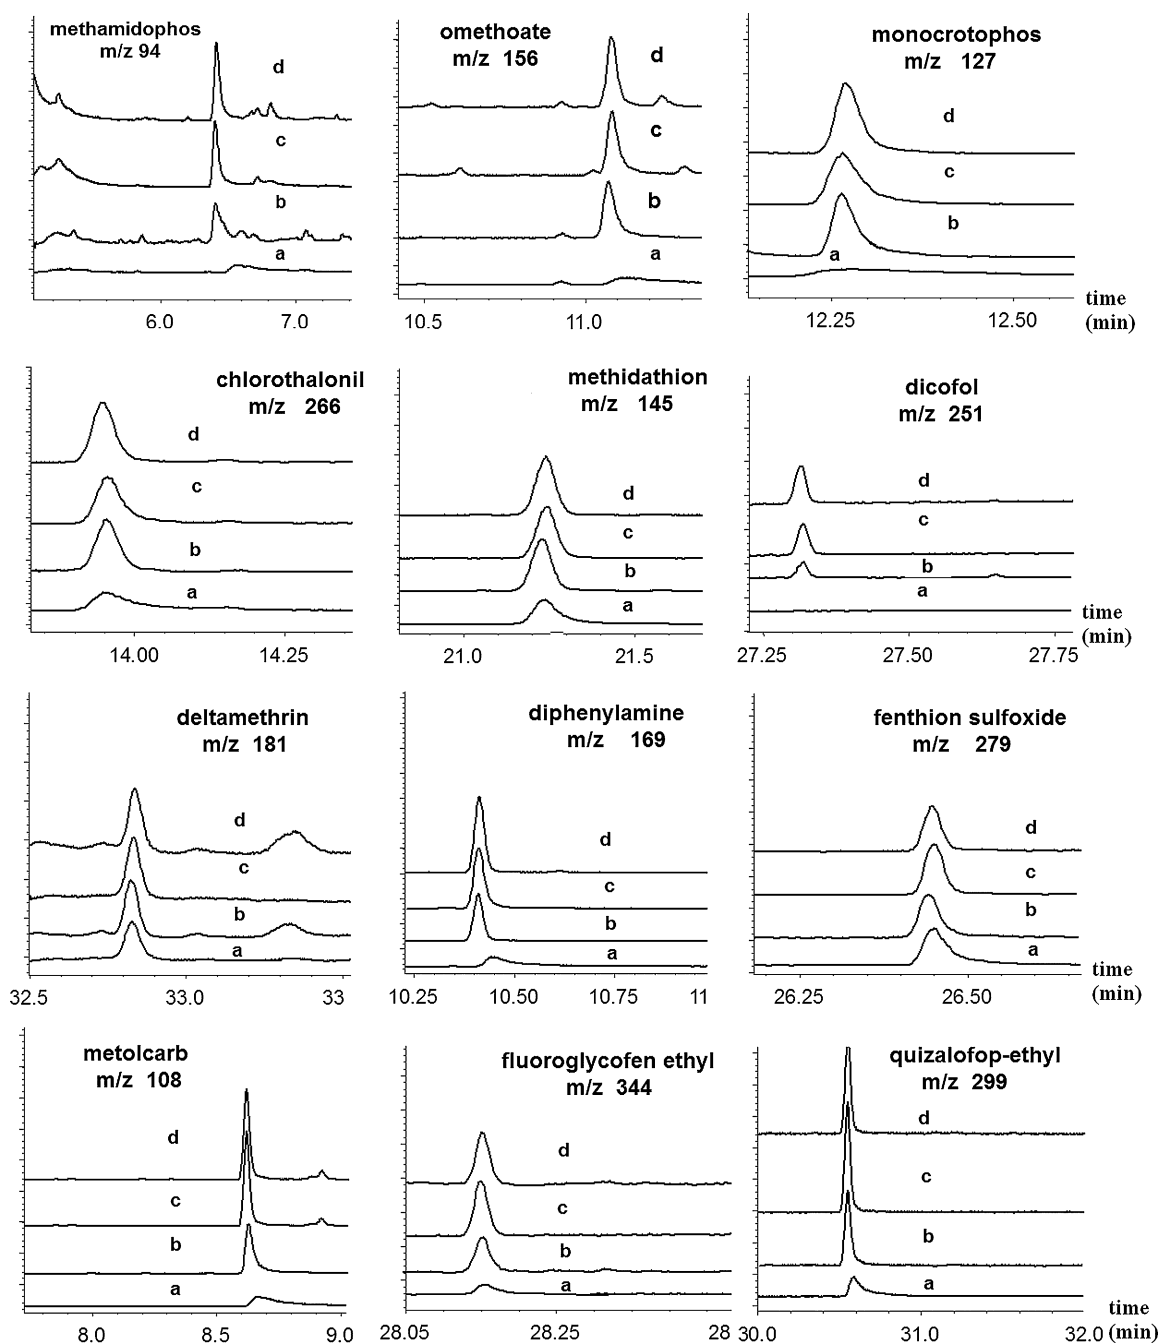 methamidophos
m/z 94
d
c
b
a
6.0 7.0
omethoate
m/z 156
d
c
b
a
10.5 11.0
monocrotophos
m/z 127
d
c
b
a
12.25 12.50
time
(min)
chlorothalonil
m/z 266
d
c
b
a
14.00 14.25
methidathion
m/z 145
d
c
b
a
21.0 21.5
dicofol
m/z 251
d
c
b
a
27.25 27.50 27.75
time
(min)
deltamethrin
m/z 181
d
c
b
a
32.5 33.0 33
diphenylamine
m/z 169
d
c
b
a
10.25 10.50 10.75 11
fenthion sulfoxide
m/z 279
d
c
b
a
26.25 26.50
time
(min)
metolcarb
m/z 108
d
c
b
a
8.0 8.5 9.0
fluoroglycofen ethyl
m/z 344
d
c
b
a
28.05 28.25 28
quizalofop-ethyl
m/z 299
d
c
b
a
30.0 31.0 32.0
time
(min)